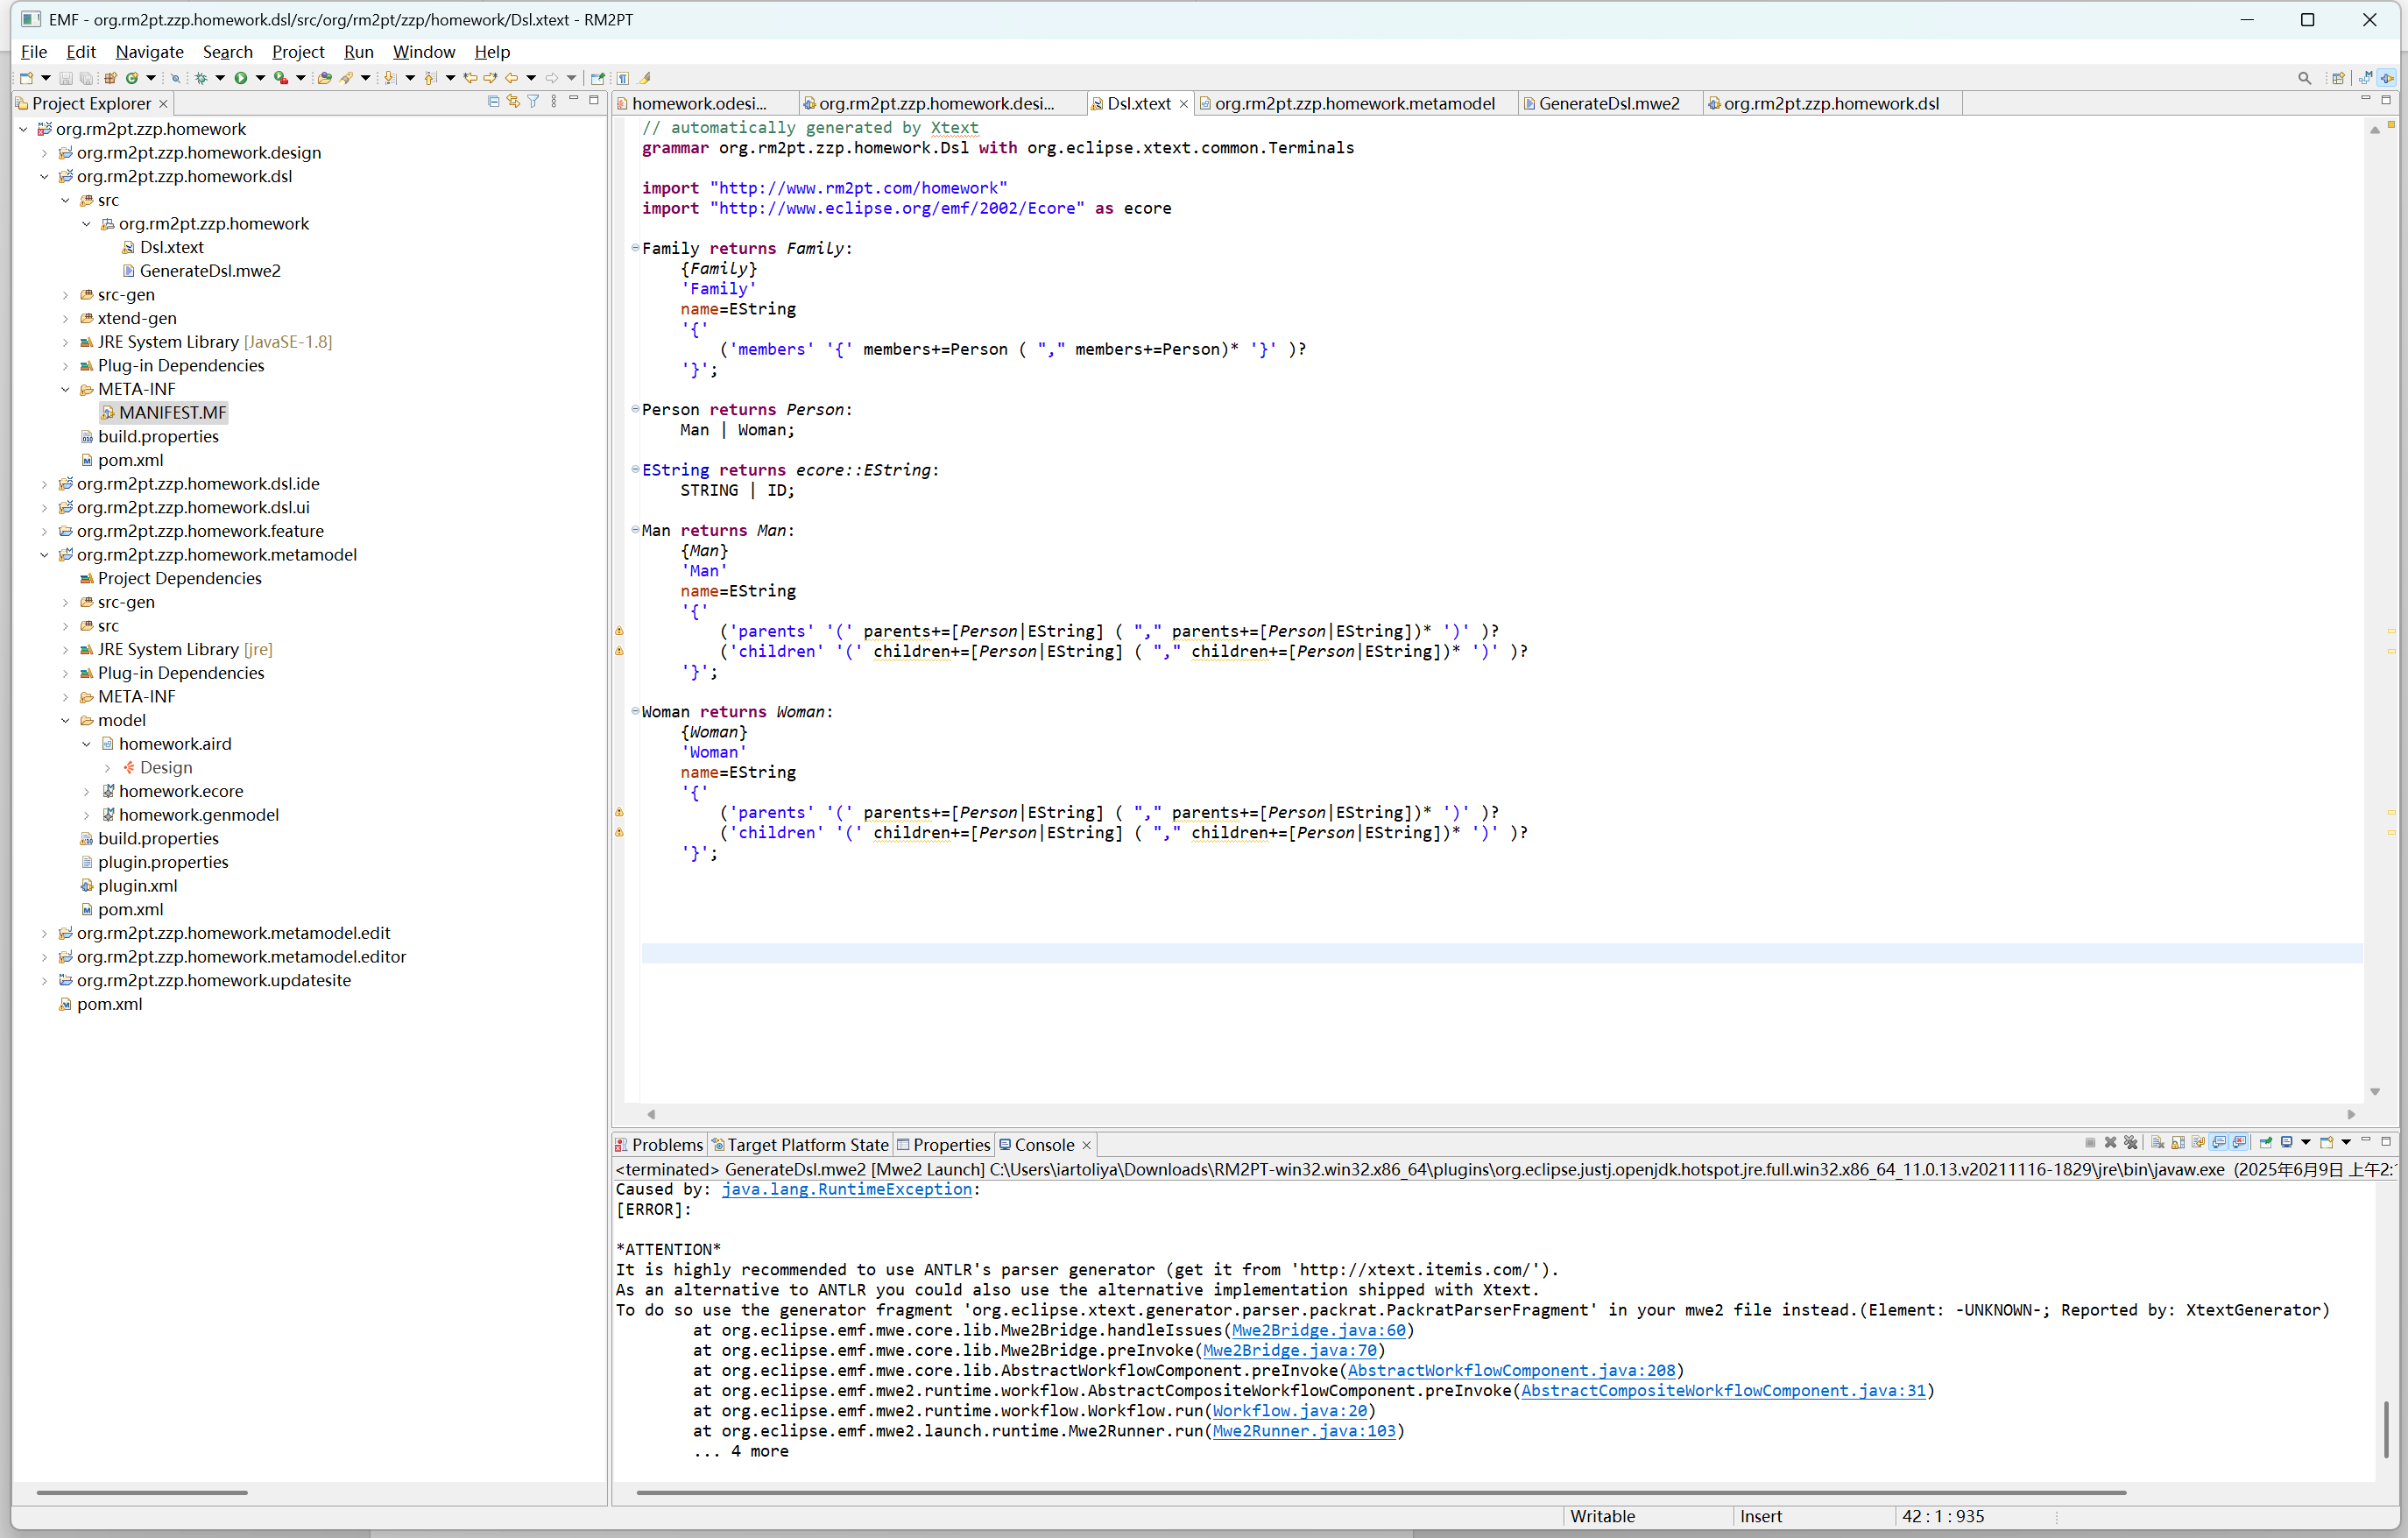 EMF - org.rm2pt.zzp.homework.dsl/src/org/rm2pt/zzp/homework/Dsl.xtext - RM2PT
File Edit Navigate Search Project Run Window Help
Project Explorer
org.rm2pt.zzp.homework
org.rm2pt.zzp.homework.design
org.rm2pt.zzp.homework.dsl
src
org.rm2pt.zzp.homework
Dsl.xtext
GenerateDsl.mwe2
src-gen
xtend-gen
JRE System Library [JavaSE-1.8]
Plug-in Dependencies
META-INF
MANIFEST.MF
build.properties
pom.xml
org.rm2pt.zzp.homework.dsl.ide
org.rm2pt.zzp.homework.dsl.ui
org.rm2pt.zzp.homework.feature
org.rm2pt.zzp.homework.metamodel
Project Dependencies
src-gen
src
JRE System Library [jre]
Plug-in Dependencies
META-INF
model
homework.aird
Design
homework.ecore
homework.genmodel
build.properties
plugin.properties
plugin.xml
pom.xml
org.rm2pt.zzp.homework.metamodel.edit
org.rm2pt.zzp.homework.metamodel.editor
org.rm2pt.zzp.homework.updatesite
pom.xml
homework.odesi... org.rm2pt.zzp.homework.desi... Dsl.xtext org.rm2pt.zzp.homework.metamodel GenerateDsl.mwe2 org.rm2pt.zzp.homework.dsl
// automatically generated by Xtext
grammar org.rm2pt.zzp.homework.Dsl with org.eclipse.xtext.common.Terminals
import "http://www.rm2pt.com/homework"
import "http://www.eclipse.org/emf/2002/Ecore" as ecore
Family returns Family:
{Family}
'Family'
name=EString
'{'
('members' '{' members+=Person ( "," members+=Person)* '}' )?
'}';
Person returns Person:
Man | Woman;
EString returns ecore::EString:
STRING | ID;
Man returns Man:
{Man}
'Man'
name=EString
'{'
('parents' '(' parents+=[Person|EString] ( "," parents+=[Person|EString])* ')' )?
('children' '(' children+=[Person|EString] ( "," children+=[Person|EString])* ')' )?
'}';
Woman returns Woman:
{Woman}
'Woman'
name=EString
'{'
('parents' '(' parents+=[Person|EString] ( "," parents+=[Person|EString])* ')' )?
('children' '(' children+=[Person|EString] ( "," children+=[Person|EString])* ')' )?
'}';
Problems Target Platform State Properties Console
<terminated> GenerateDsl.mwe2 [Mwe2 Launch] C:\Users\iartoliya\Downloads\RM2PT-win32.win32.x86_64\plugins\org.eclipse.justj.openjdk.hotspot.jre.full.win32.x86_64_11.0.13.v20211116-1829\jre\bin\javaw.exe (2025年6月9日 上午2:
Caused by: java.lang.RuntimeException:
[ERROR]:
*ATTENTION*
It is highly recommended to use ANTLR's parser generator (get it from 'http://xtext.itemis.com/').
As an alternative to ANTLR you could also use the alternative implementation shipped with Xtext.
To do so use the generator fragment 'org.eclipse.xtext.generator.parser.packrat.PackratParserFragment' in your mwe2 file instead.(Element: -UNKNOWN-; Reported by: XtextGenerator)
at org.eclipse.emf.mwe.core.lib.Mwe2Bridge.handleIssues(Mwe2Bridge.java:60)
at org.eclipse.emf.mwe.core.lib.Mwe2Bridge.preInvoke(Mwe2Bridge.java:70)
at org.eclipse.emf.mwe.core.lib.AbstractWorkflowComponent.preInvoke(AbstractWorkflowComponent.java:208)
at org.eclipse.emf.mwe2.runtime.workflow.AbstractCompositeWorkflowComponent.preInvoke(AbstractCompositeWorkflowComponent.java:31)
at org.eclipse.emf.mwe2.runtime.workflow.Workflow.run(Workflow.java:20)
at org.eclipse.emf.mwe2.launch.runtime.Mwe2Runner.run(Mwe2Runner.java:103)
... 4 more
Writable Insert 42 : 1 : 935